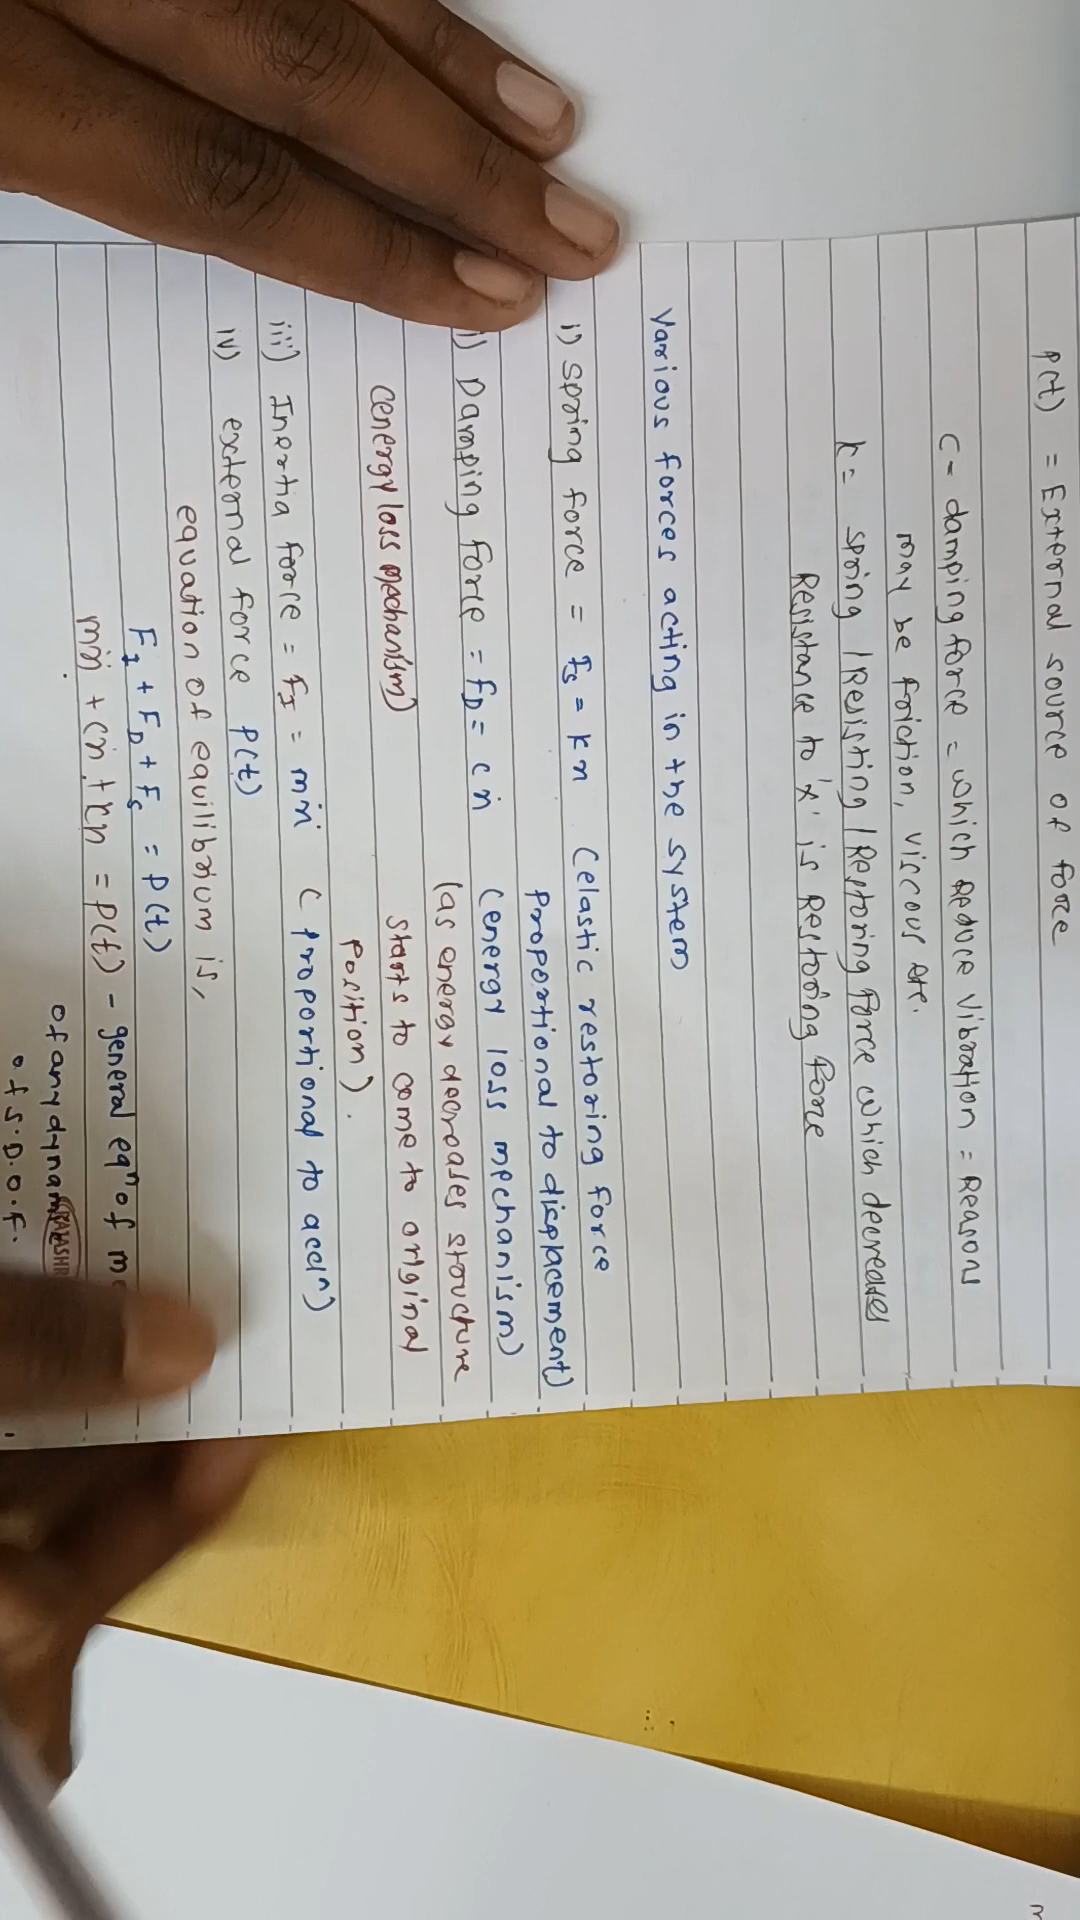 P(t) = External source of force
C = damping force = which Reduce Vibration = Reason
may be friction, viscous etc.
k = spring / Resisting / Restoring force which decreases
Resistance to 'x' is Restoring force
Various forces acting in the system
i) spring force = Fs = kx (elastic restoring force
proportional to displacement)
i) Damping force = fD = cẋ (energy loss mechanism)
(as energy decreases structure
(energy loss mechanism) starts to come to original
position).
iii) Inertia force = FI = mẍ (proportional to accl^n)
iv) external force P(t)
equation of equilibrium is,
FI + FD + Fs = P(t)
mẍ + cẋ + kx = P(t) - general eq^n of m
of any dynam
of S.D.O.F.